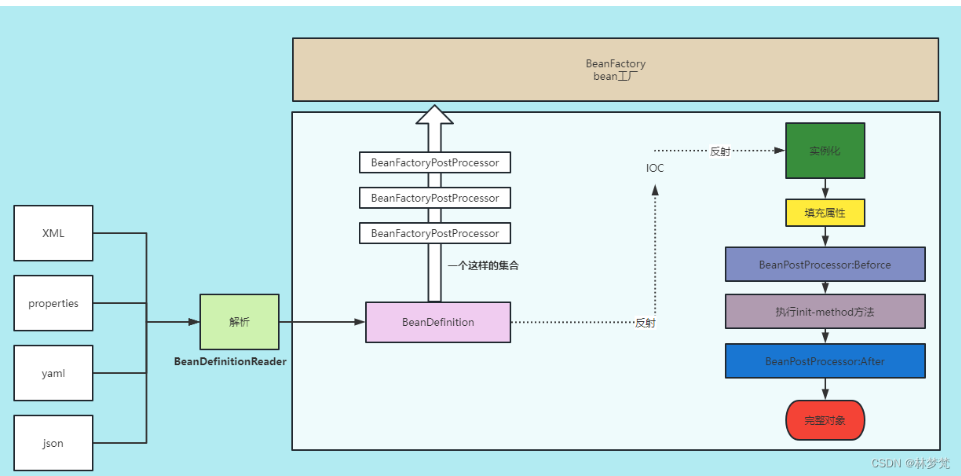 BeanFactory
bean工厂
BeanFactoryPostProcessor
BeanFactoryPostProcessor
BeanFactoryPostProcessor
一个这样的集合
XML
properties
yaml
json
解析
BeanDefinitionReader
BeanDefinition
反射
IOC
反射
实例化
填充属性
BeanPostProcessor:Beforce
执行init-method方法
BeanPostProcessor:After
完整对象
CSDN @林梦梵